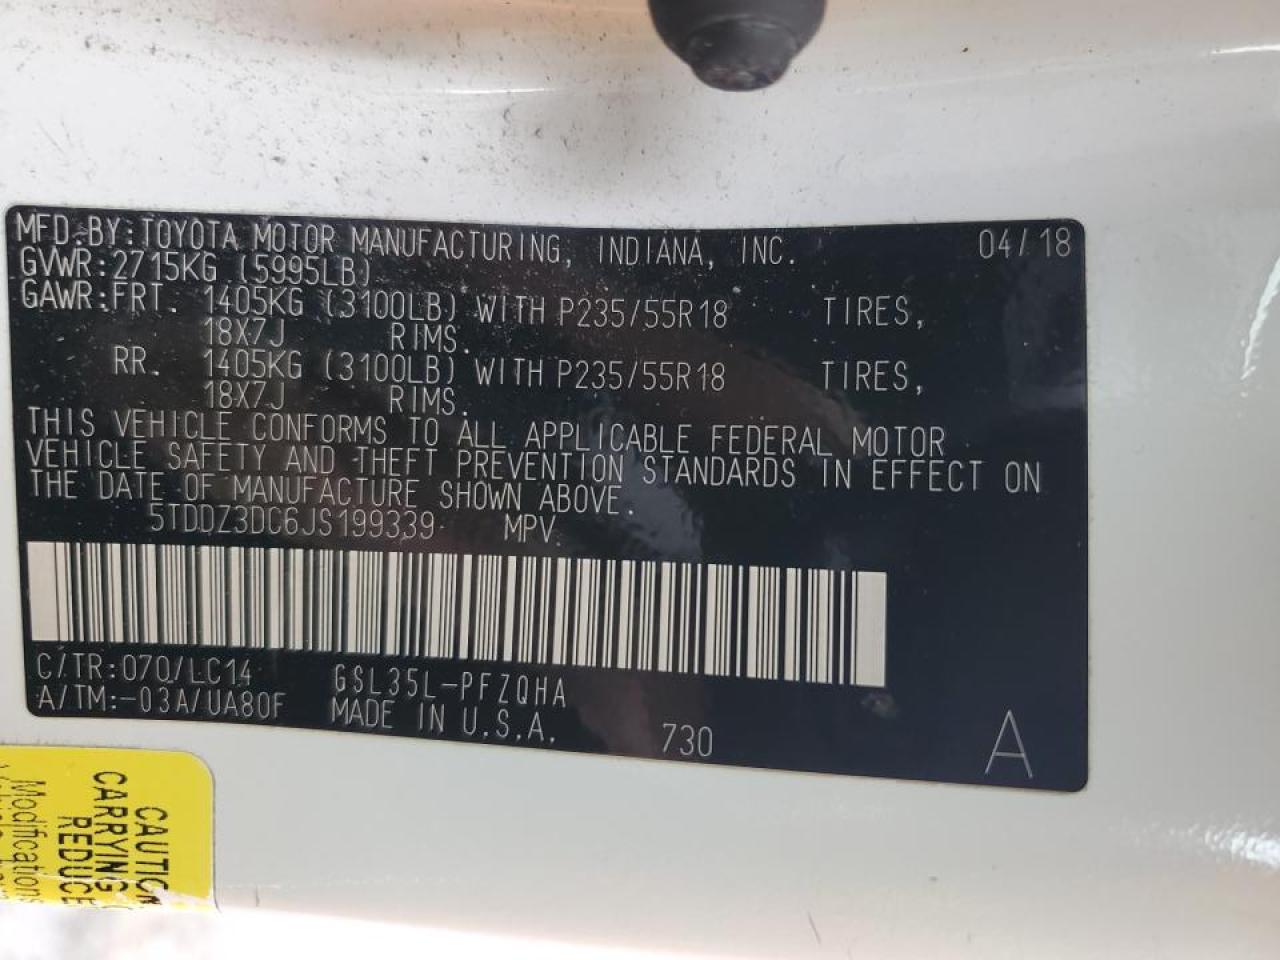 MFD.BY:TOYOTA MOTOR MANUFACTURING, INDIANA, INC. 04/18
GVWR:2715KG (5995LB)
GAWR:FRT. 1405KG (3100LB) WITH P235/55R18 TIRES,
18X7J RIMS.
RR. 1405KG (3100LB) WITH P235/55R18 TIRES,
18X7J RIMS.
THIS VEHICLE CONFORMS TO ALL APPLICABLE FEDERAL MOTOR
VEHICLE SAFETY AND THEFT PREVENTION STANDARDS IN EFFECT ON
THE DATE OF MANUFACTURE SHOWN ABOVE.
5TDDZ3DC6JS199339 MPV
C/TR:070/LC14 GSL35L-PFZQHA
A/TM:-03A/UA80F MADE IN U.S.A. 730 A
CAUTION
CARRYING
REDUCE
Modifications